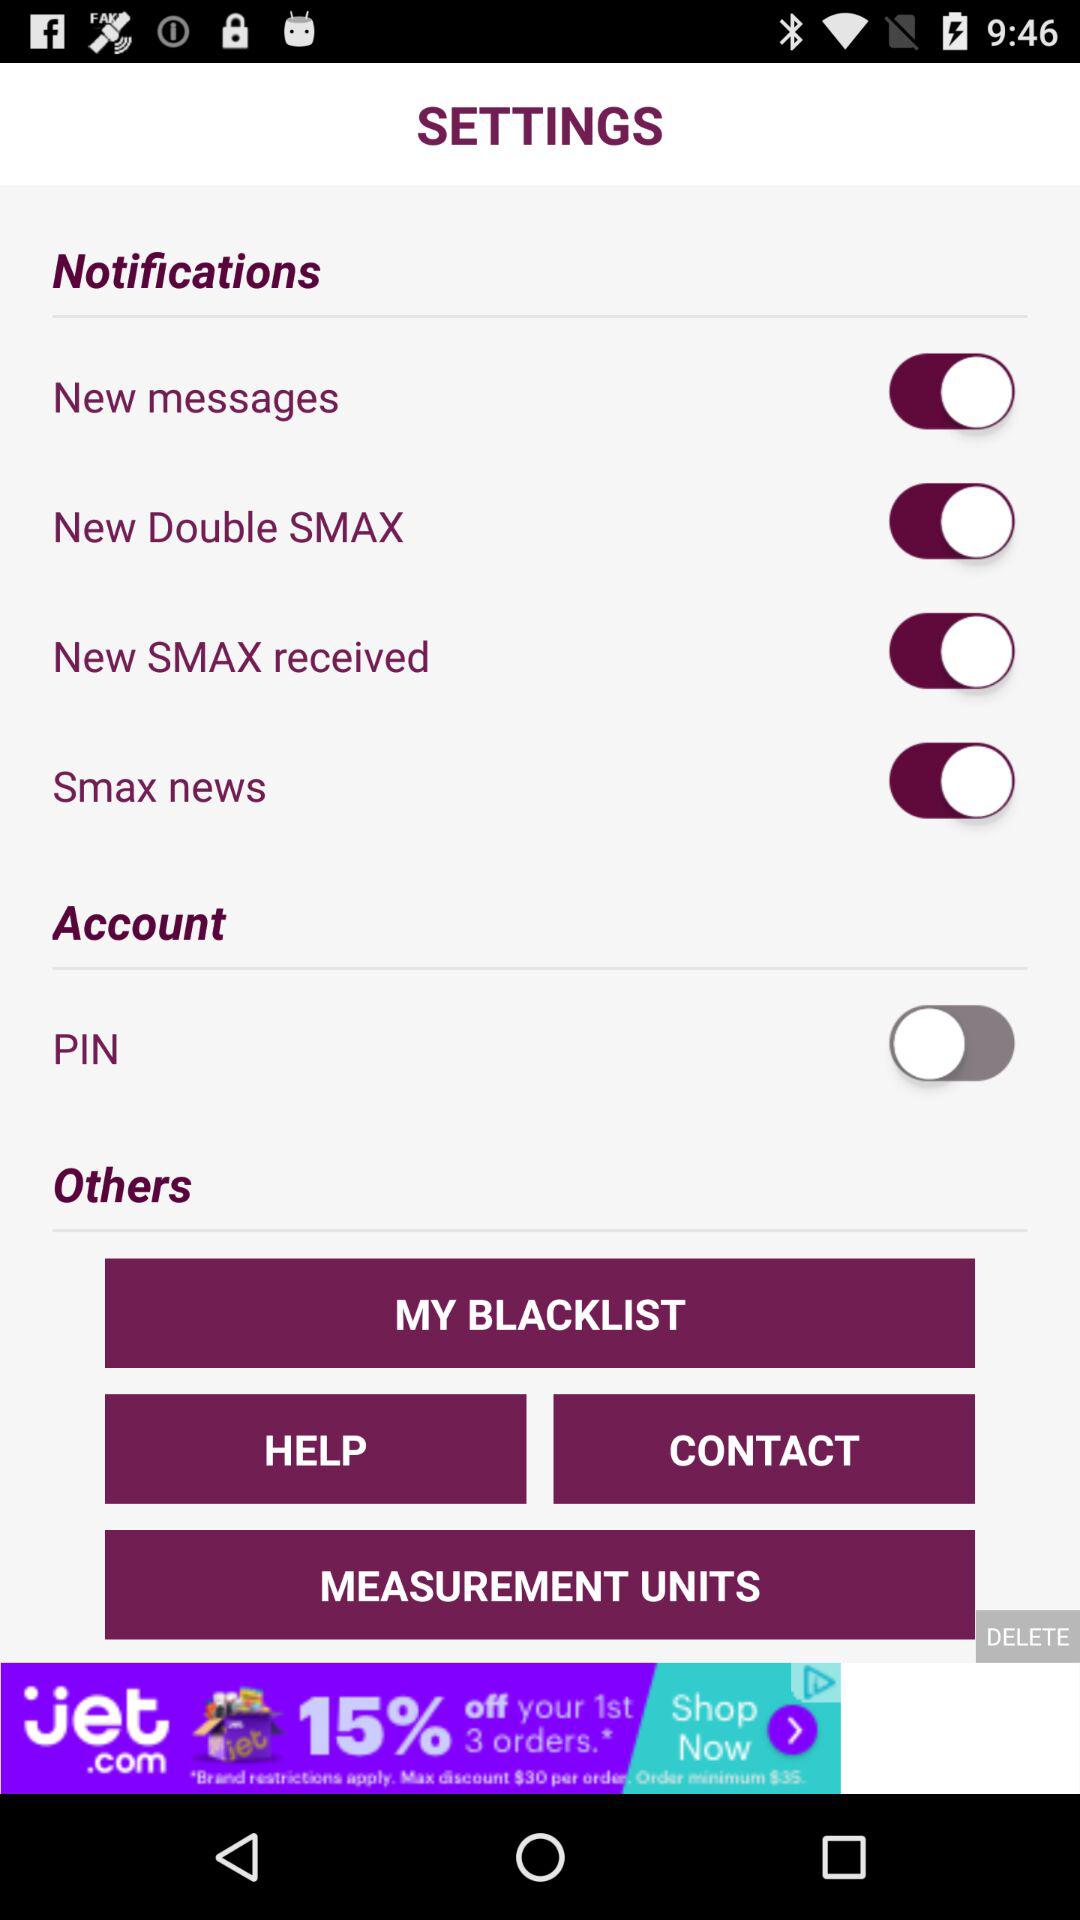 FAKE
9:46
SETTINGS
Notifications
New messages
New Double SMAX
New SMAX received
Smax news
Account
PIN
Others
MY BLACKLIST
HELP CONTACT
MEASUREMENT UNITS
DELETE
jet
.com
15% off your 1st
3 orders.*
Shop
Now
*Brand restrictions apply. Max discount $30 per order. Order minimum $35.